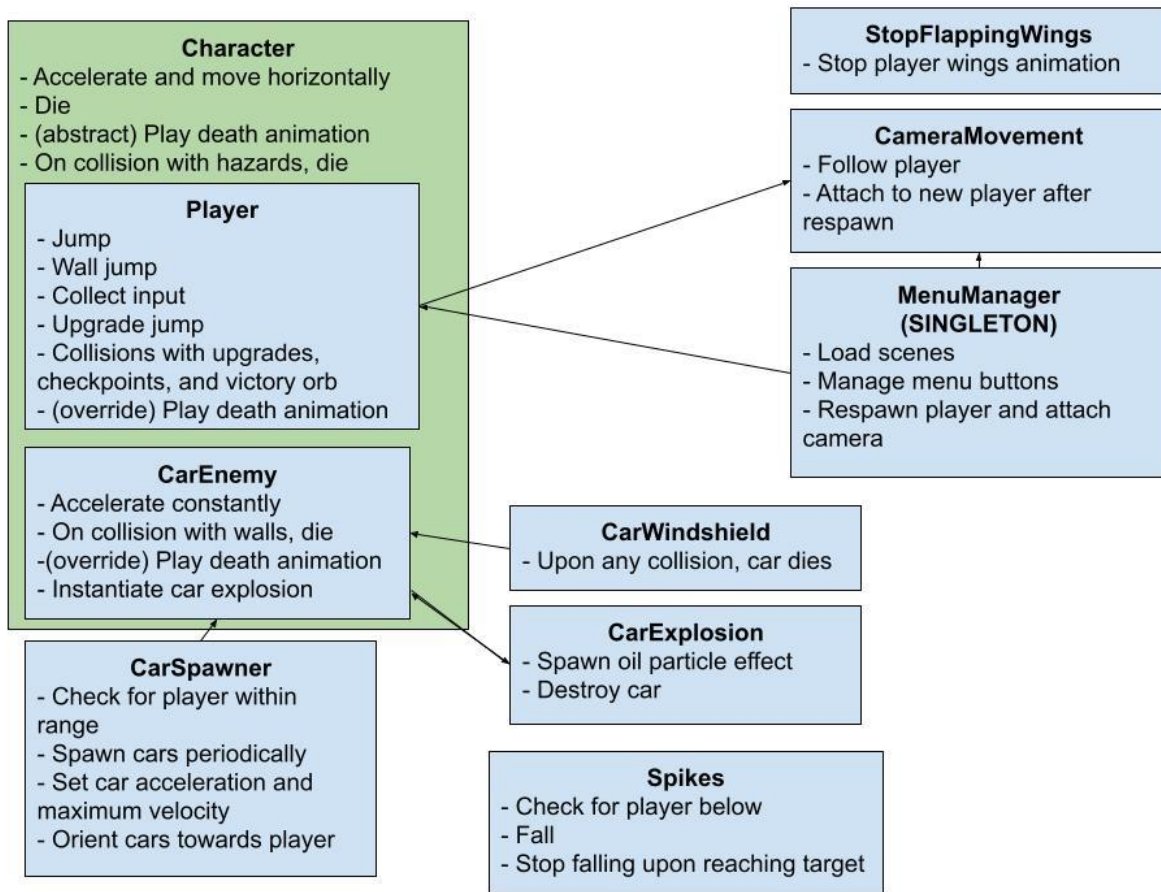 Character
- Accelerate and move horizontally
- Die
- (abstract) Play death animation
- On collision with hazards, die
Player
- Jump
- Wall jump
- Collect input
- Upgrade jump
- Collisions with upgrades,
checkpoints, and victory orb
- (override) Play death animation
CarEnemy
- Accelerate constantly
- On collision with walls, die
-(override) Play death animation
- Instantiate car explosion
CarSpawner
- Check for player within
range
- Spawn cars periodically
- Set car acceleration and
maximum velocity
- Orient cars towards player
StopFlappingWings
- Stop player wings animation
CameraMovement
- Follow player
- Attach to new player after
respawn
MenuManager
(SINGLETON)
- Load scenes
- Manage menu buttons
- Respawn player and attach
camera
CarWindshield
- Upon any collision, car dies
CarExplosion
- Spawn oil particle effect
- Destroy car
Spikes
- Check for player below
- Fall
- Stop falling upon reaching target